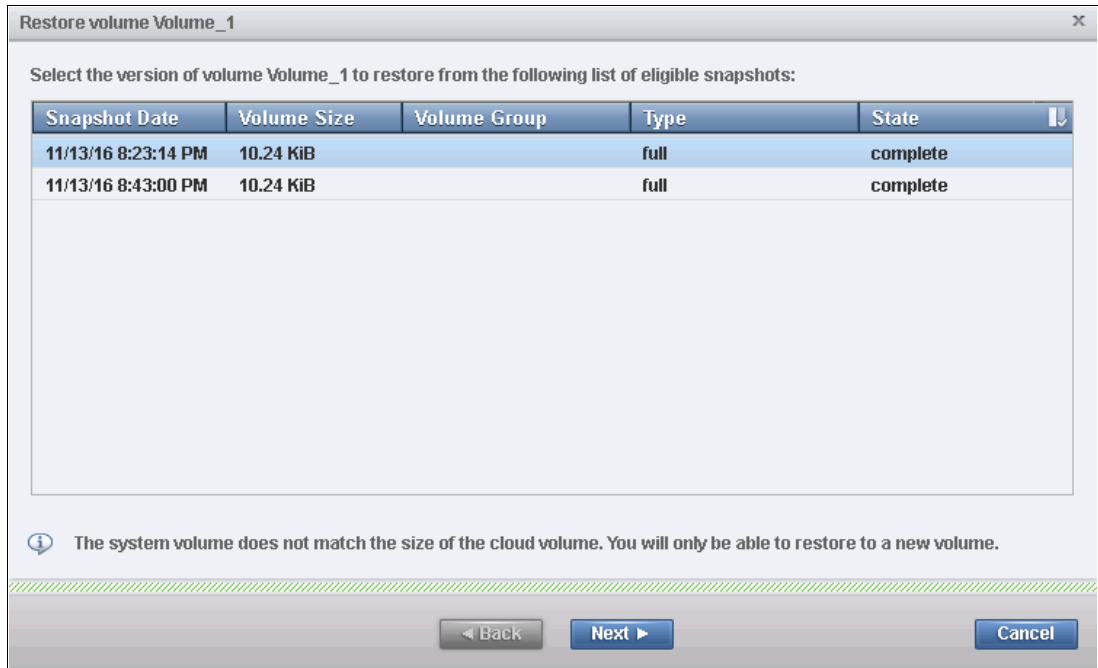 Restore volume Volume_1 x
Select the version of volume Volume_1 to restore from the following list of eligible snapshots:
Snapshot Date Volume Size Volume Group Type State
11/13/16 8:23:14 PM 10.24 KiB full complete
11/13/16 8:43:00 PM 10.24 KiB full complete
The system volume does not match the size of the cloud volume. You will only be able to restore to a new volume.
Back Next Cancel